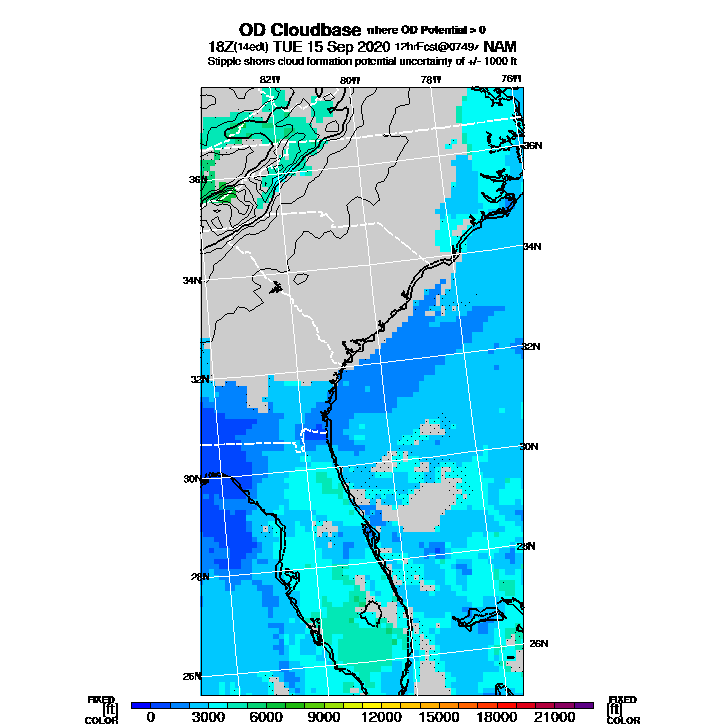 OD Cloudbase where OD Potential > 0
18Z(14edt) TUE 15 Sep 2020 12hrFcst@0749z NAM
Stipple shows cloud formation potential uncertainty of +/- 1000 ft
82W 80W 78W 76W
36N
36N
34N
34N
32N
32N
30N
30N
28N
28N
26N
26N
FIXED FIXED
[ft] [ft]
COLOR 0 3000 6000 9000 12000 15000 18000 21000 COLOR